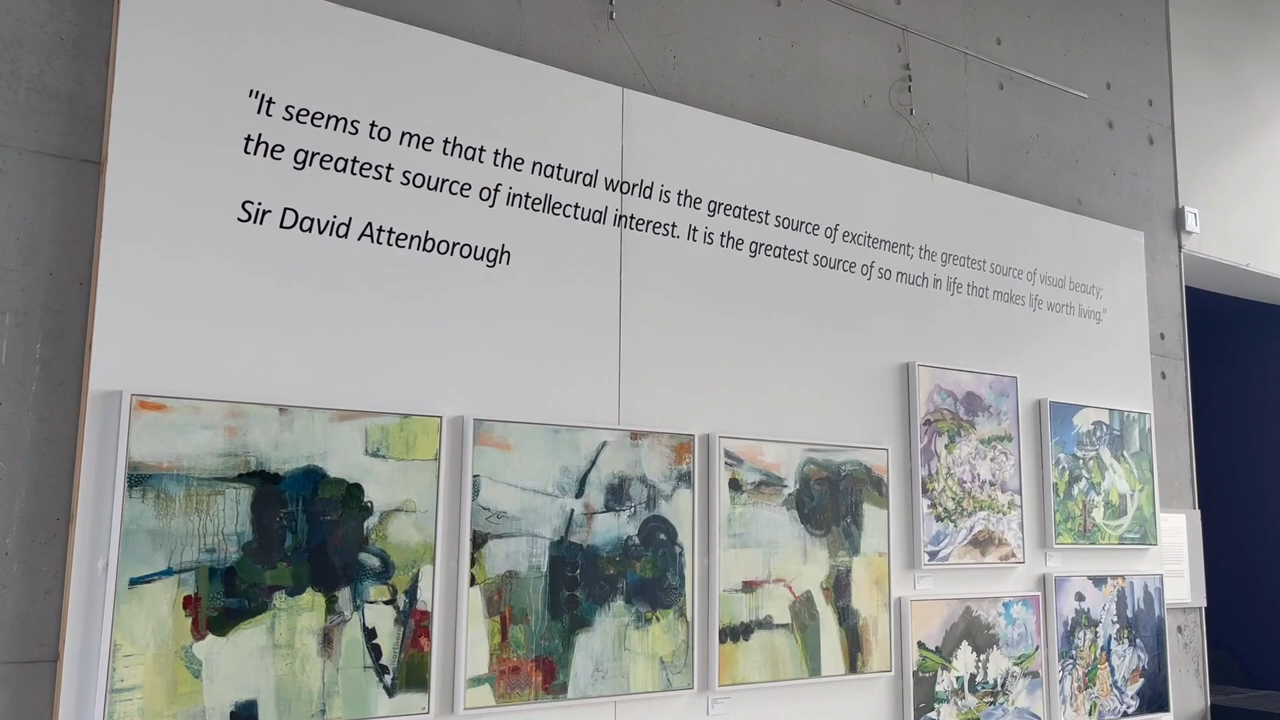 "It seems to me that the natural world is the greatest source of excitement; the greatest source of visual beauty;
the greatest source of intellectual interest. It is the greatest source of so much in life that makes life worth living."
Sir David Attenborough